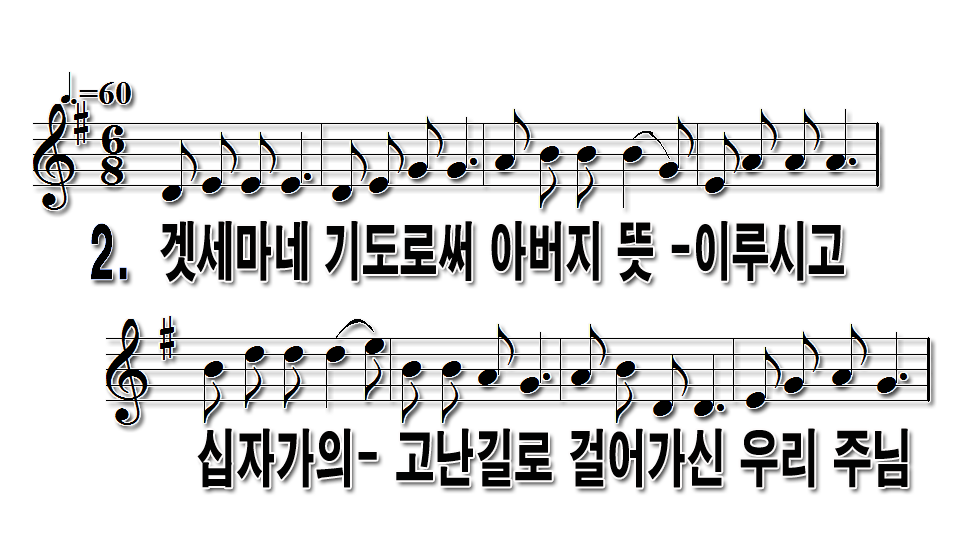 ♩.=60
6
8
2. 겟세마네 기도로써 아버지 뜻 -이루시고
십자가의- 고난길로 걸어가신 우리 주님